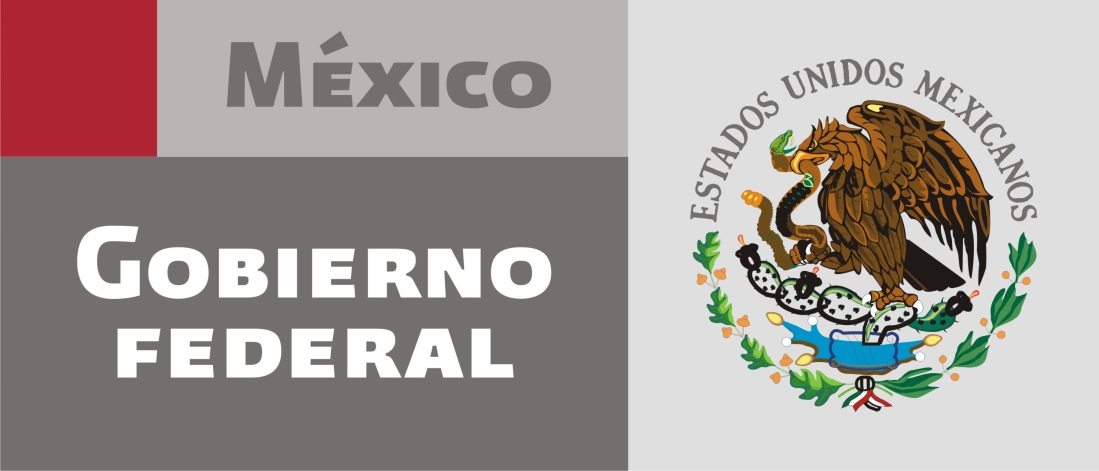 México
Gobierno
federal
ESTADOS UNIDOS MEXICANOS